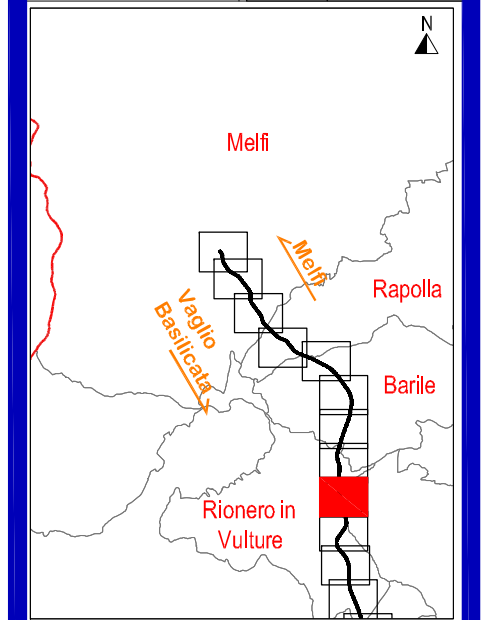 N
Melfi
Melfi
Rapolla
Vaglio
Basilicata
Barile
Rionero in
Vulture